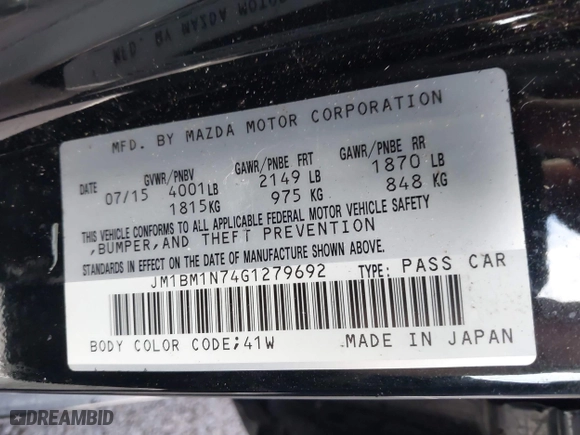 MFD. BY MAZDA MOTOR CORPORATION
DATE GVWR/PNBV GAWR/PNBE FRT GAWR/PNBE RR
07/15 4001LB 2149 LB 1870 LB
1815KG 975 KG 848 KG
THIS VEHICLE CONFORMS TO ALL APPLICABLE FEDERAL MOTOR VEHICLE SAFETY
,BUMPER,AND THEFT PREVENTION
STANDARDS IN EFFECT ON THE DATE OF MANUFACTURE SHOWN ABOVE.
JM1BM1N74G1279692 TYPE: PASS CAR
BODY COLOR CODE:41W MADE IN JAPAN
DREAMBID